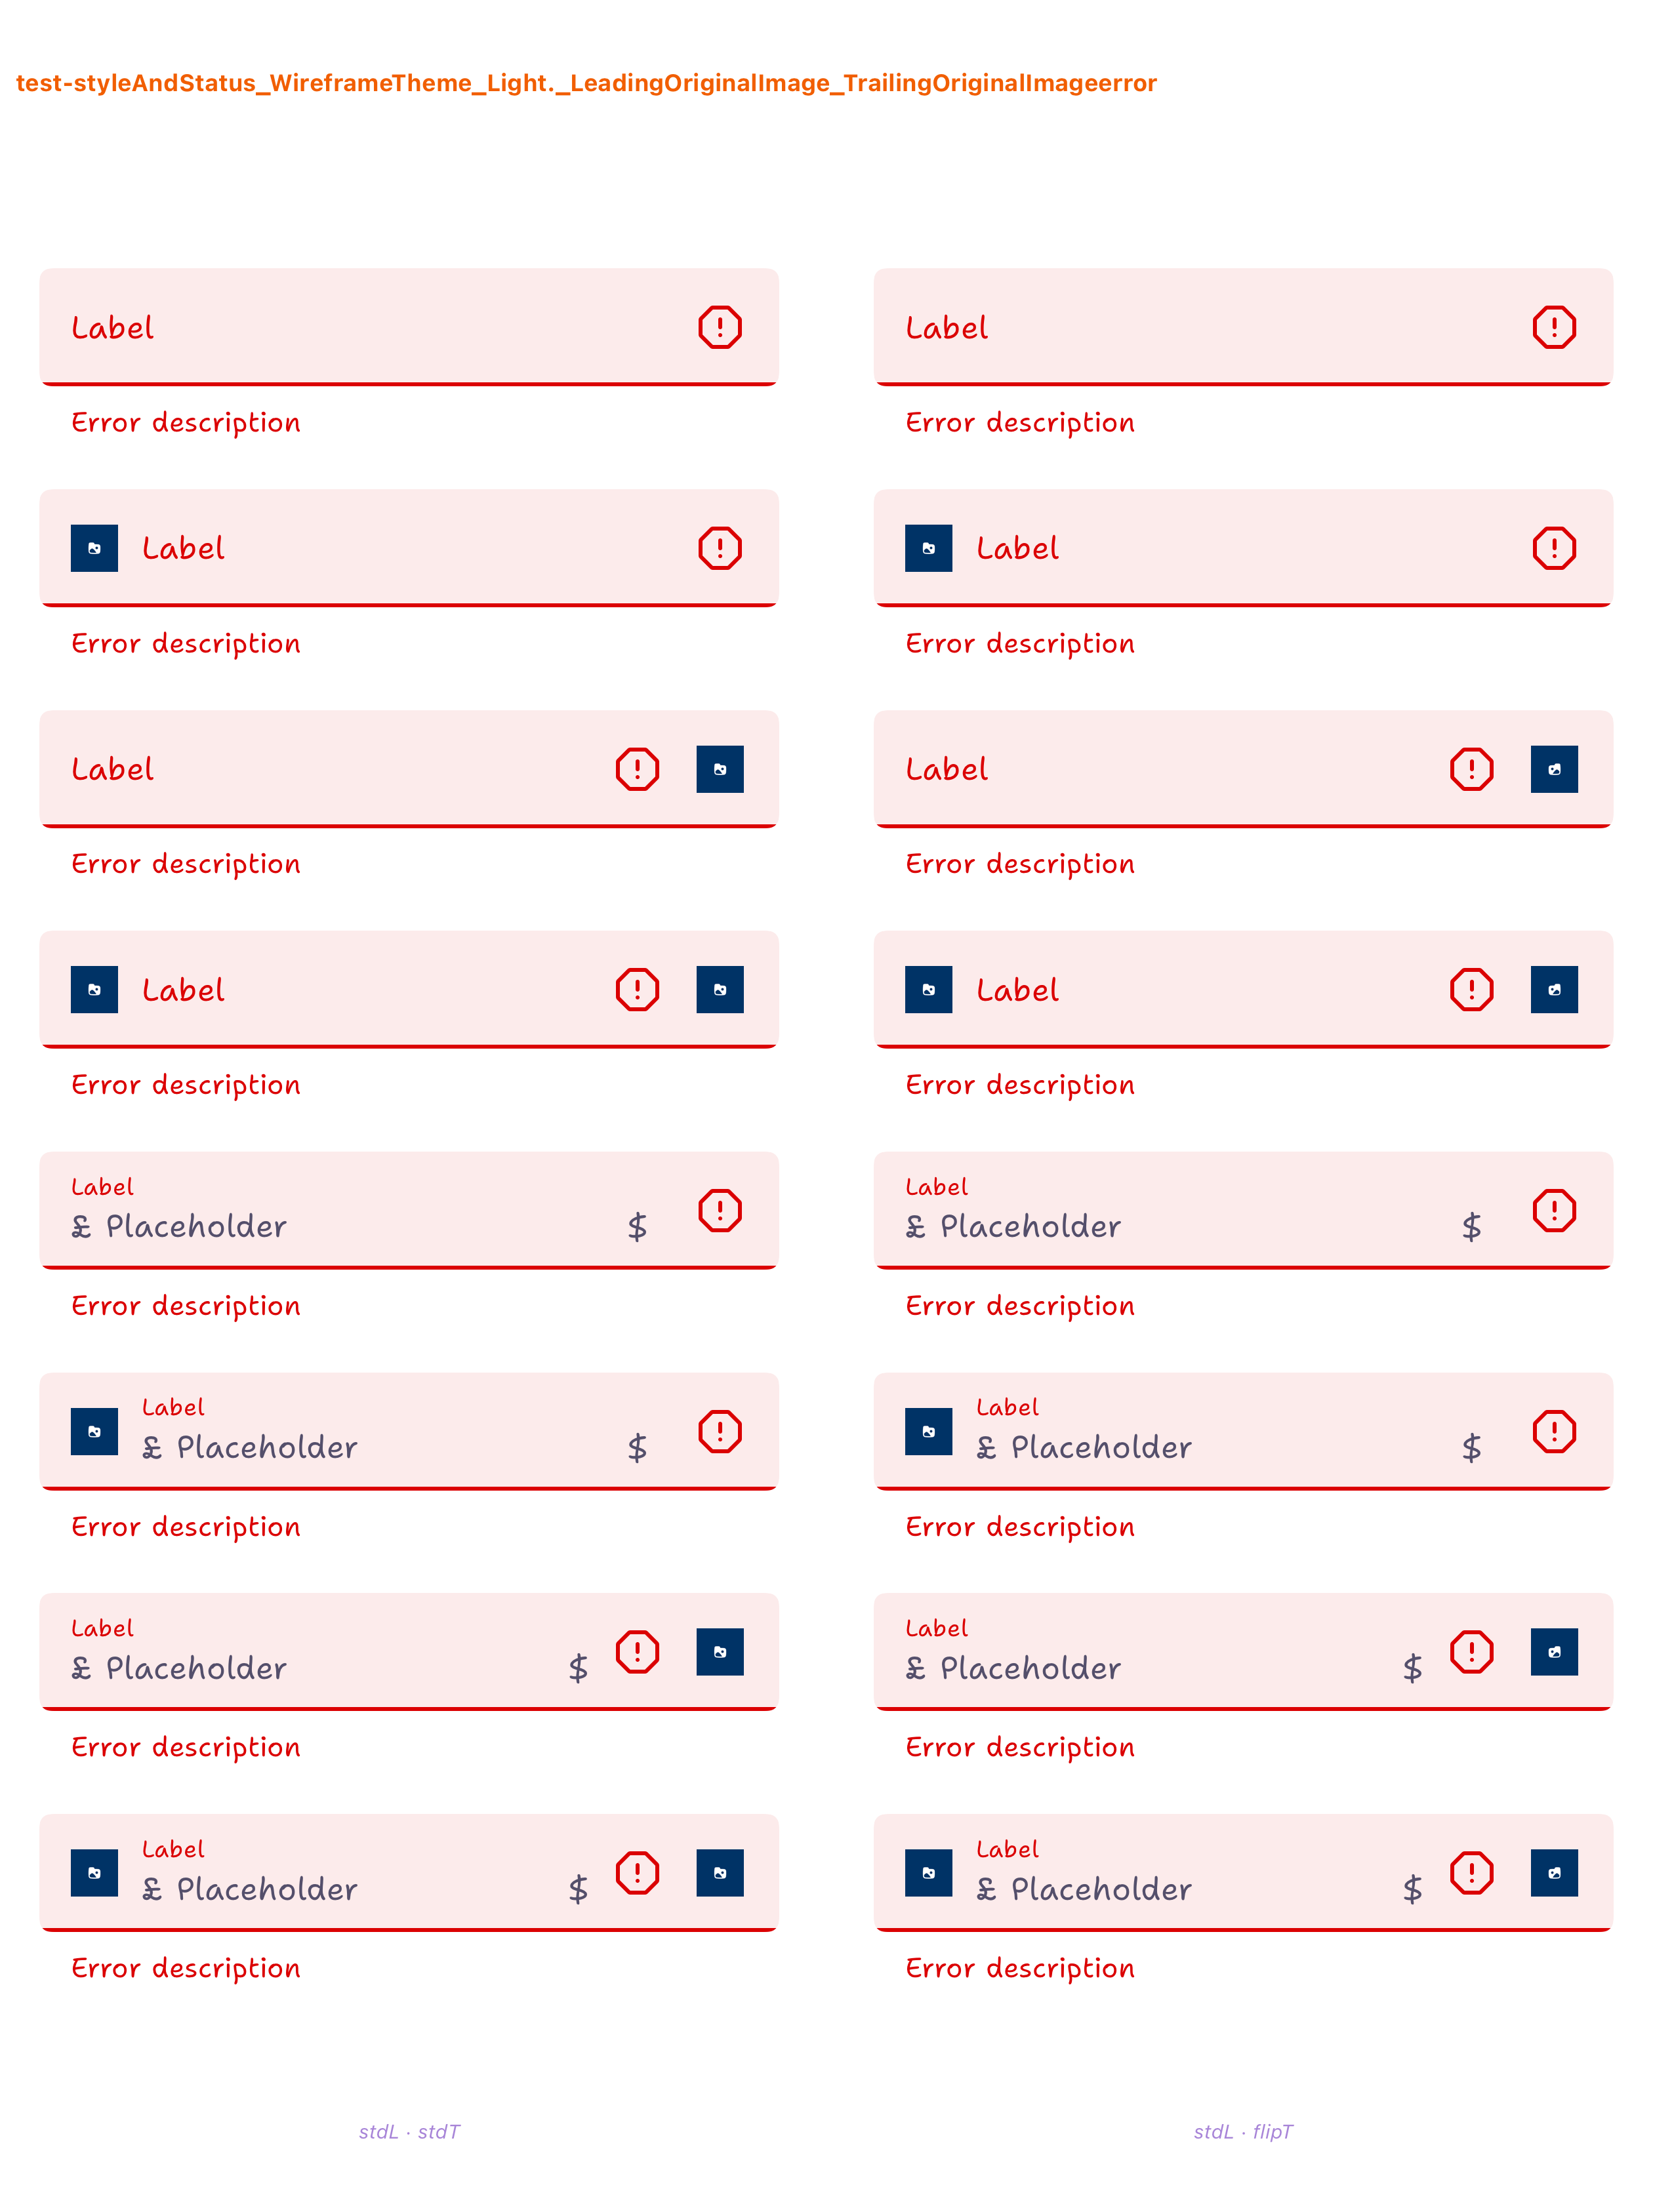 test-styleAndStatus_WireframeTheme_Light._LeadingOriginalImage_TrailingOriginalImageerror
Label
Label
Error description
Error description
Label
Label
Error description
Error description
Label
Label
Error description
Error description
Label
Label
Error description
Error description
Label
£ Placeholder $
Label
£ Placeholder $
Error description
Error description
Label
£ Placeholder $
Label
£ Placeholder $
Error description
Error description
Label
£ Placeholder $
Label
£ Placeholder $
Error description
Error description
Label
£ Placeholder $
Label
£ Placeholder $
Error description
Error description
stdL · stdT
stdL · flipT